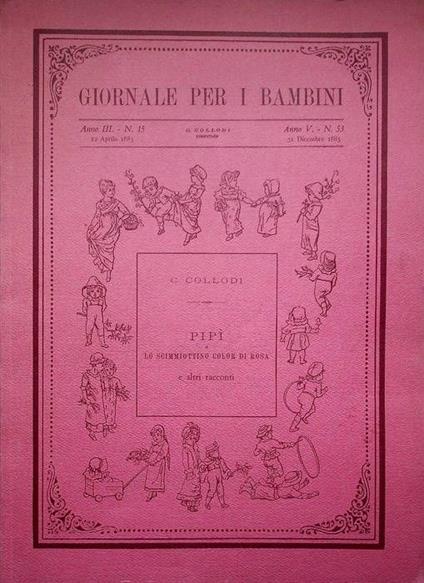 GIORNALE PER I BAMBINI
Anno III. - N. 15
12 Aprile 1883
C. COLLODI
DIRETTORE
Anno V. - N. 53
31 Dicembre 1885
C. COLLODI
PIPÌ
o
LO SCIMMIOTTINO COLOR DI ROSA
e altri racconti